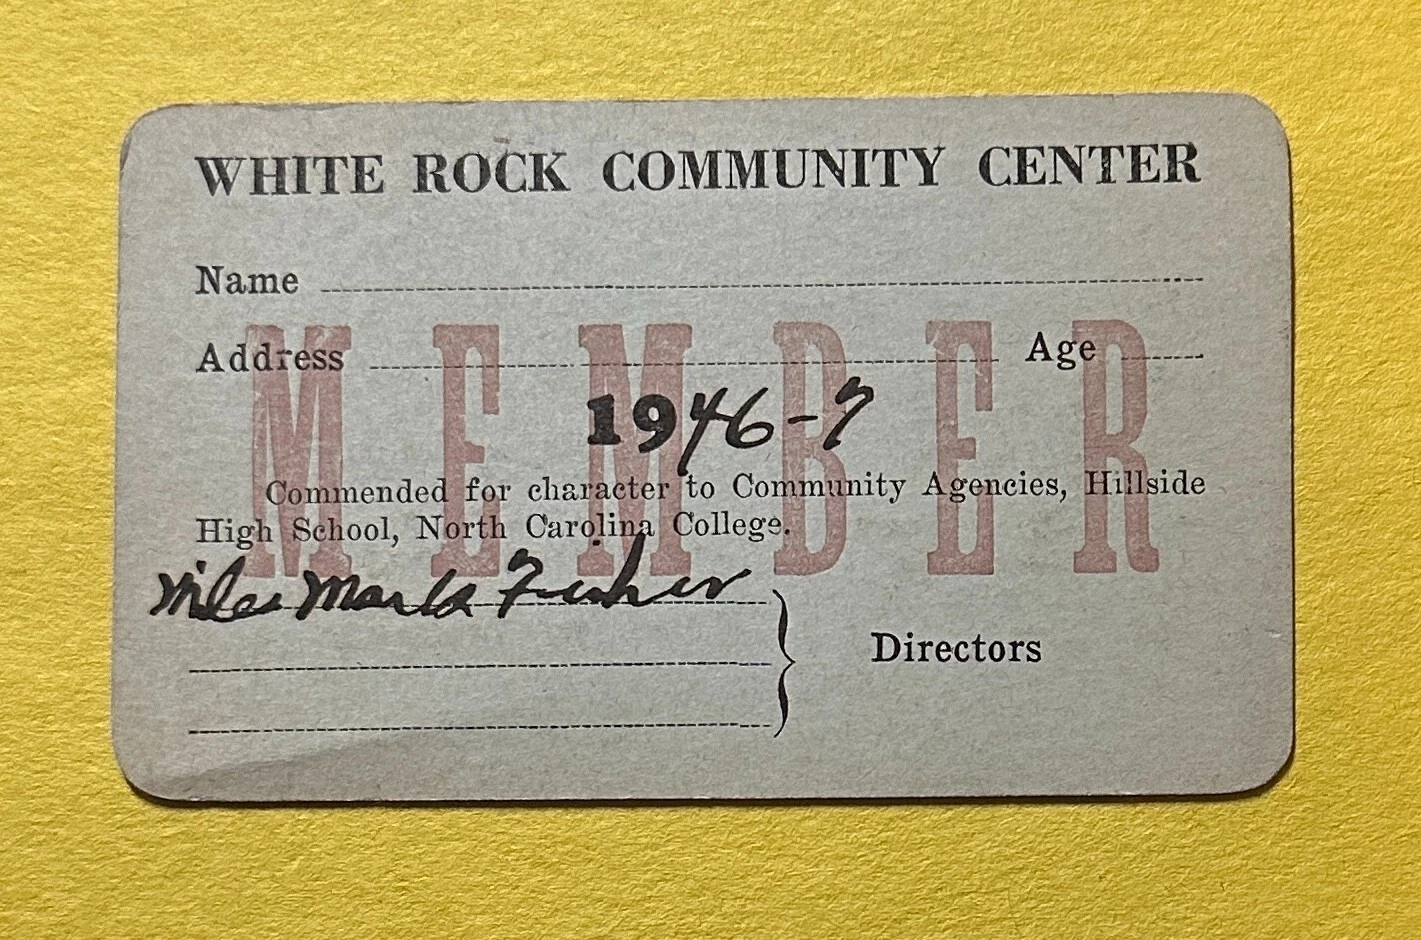 WHITE ROCK COMMUNITY CENTER
Name
MEMBER
Address Age
1946-7
Commended for character to Community Agencies, Hillside
High School, North Carolina College.
Miles Mark Fisher
Directors